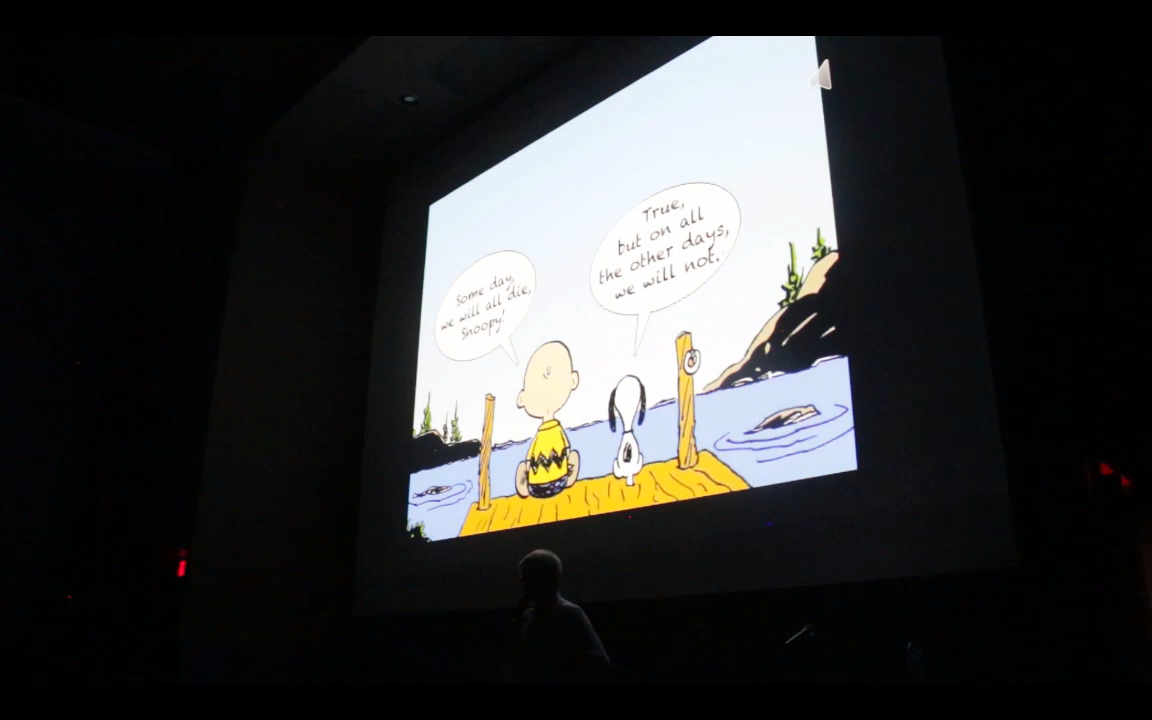 Some day,
we will all die,
Snoopy!
True,
but on all
the other days,
we will not.